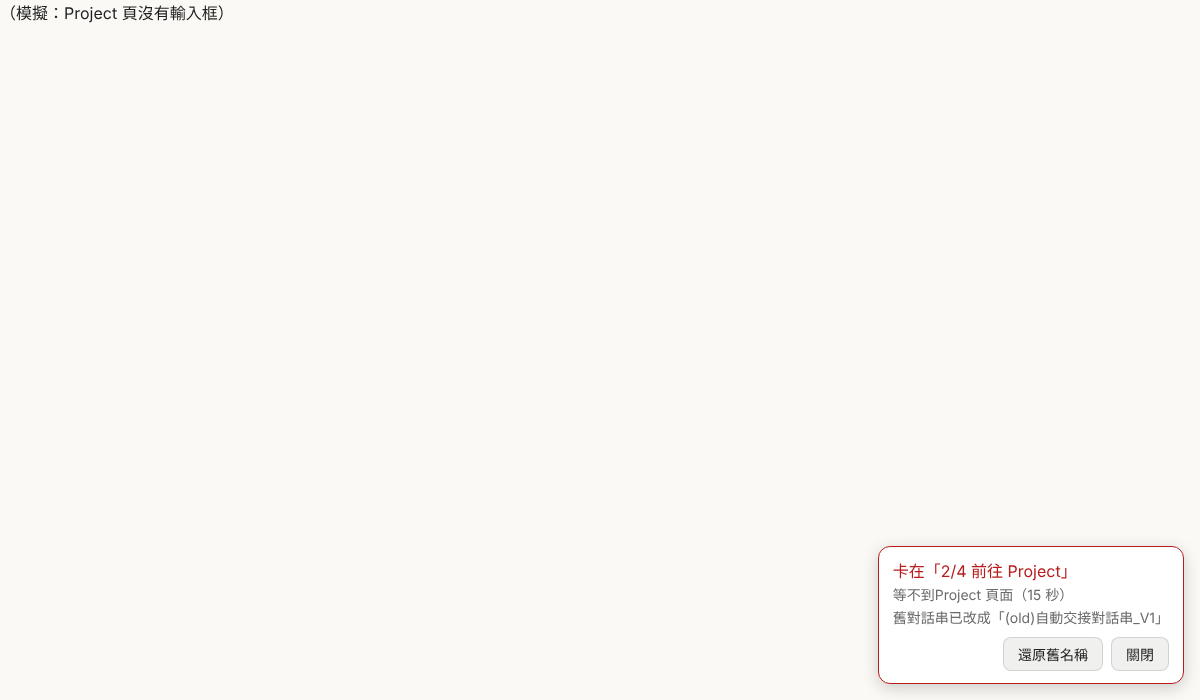 （模擬：Project 頁沒有輸入框）
卡在「2/4 前往 Project」
等不到Project 頁面（15 秒）
舊對話串已改成「(old)自動交接對話串_V1」
還原舊名稱
關閉